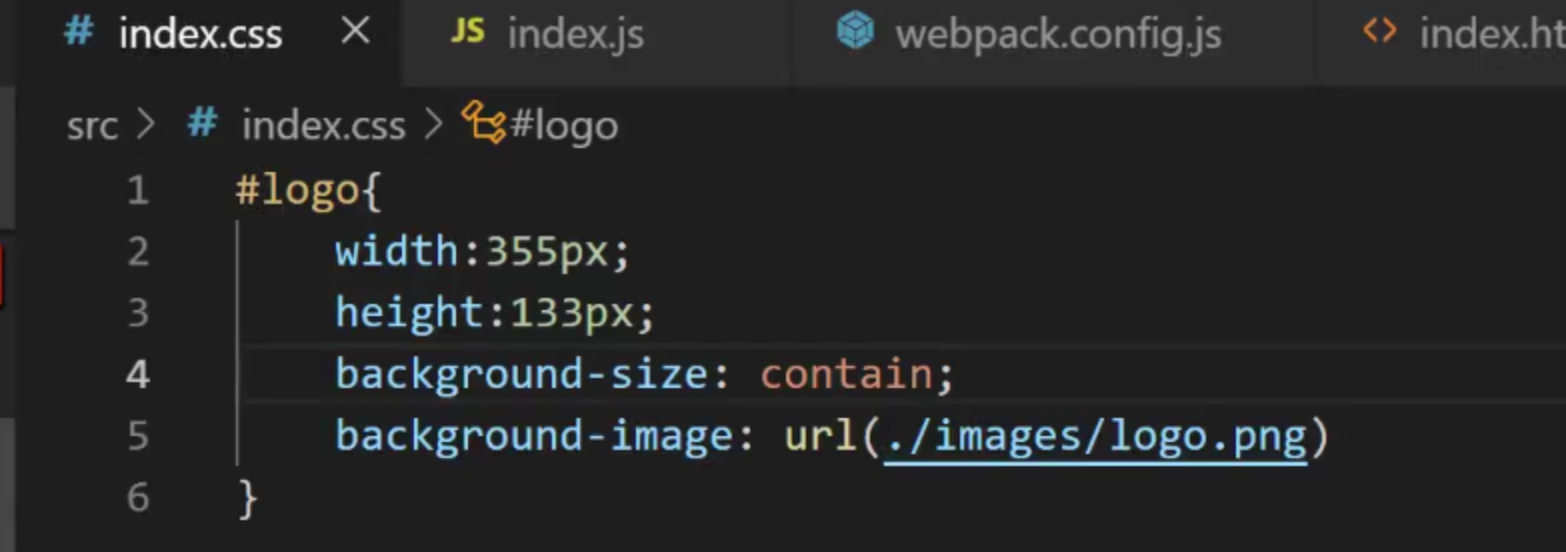 # index.css × JS index.js webpack.config.js <> index.ht
src > # index.css > #logo
1 #logo{
2 width:355px;
3 height:133px;
4 background-size: contain;
5 background-image: url(./images/logo.png)
6 }